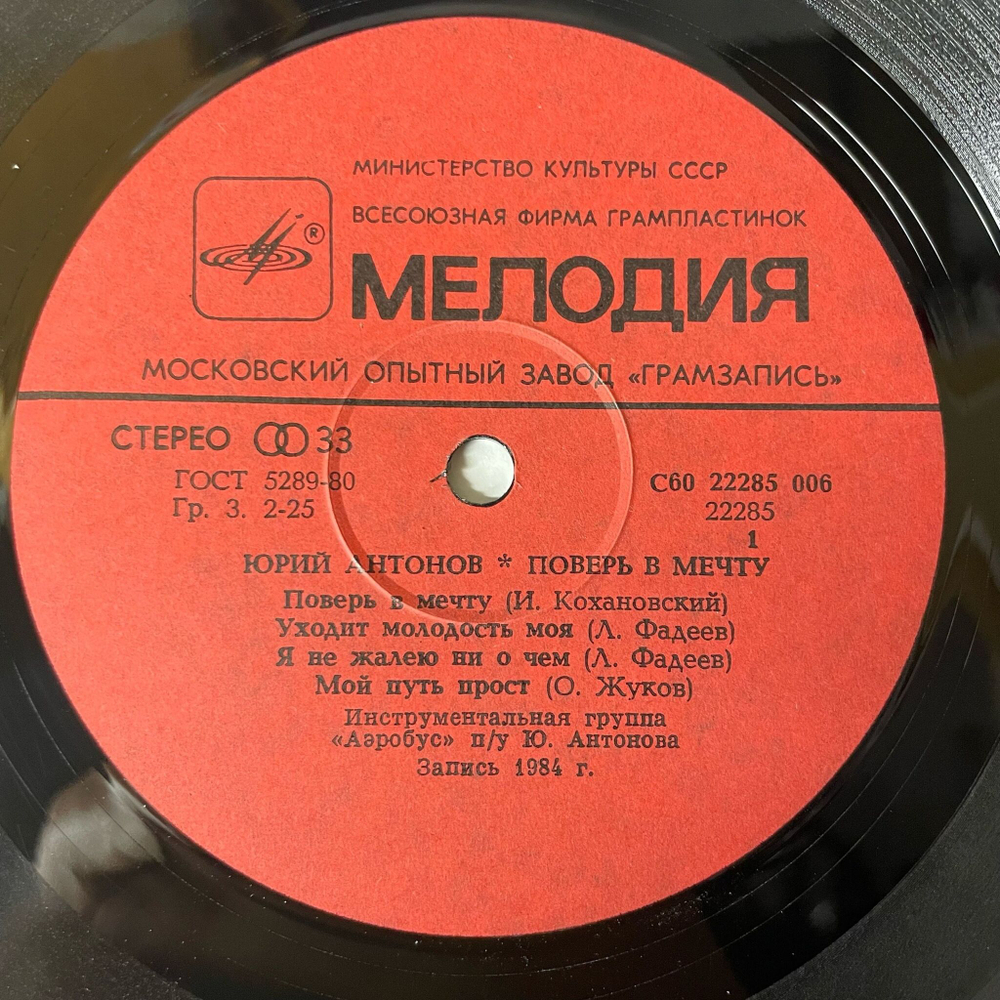 МИНИСТЕРСТВО КУЛЬТУРЫ СССР
ВСЕСОЮЗНАЯ ФИРМА ГРАМПЛАСТИНОК
®
МЕЛОДИЯ
МОСКОВСКИЙ ОПЫТНЫЙ ЗАВОД «ГРАМЗАПИСЬ»
СТЕРЕО 33
ГОСТ 5289-80
Гр. 3. 2-25
С60 22285 006
22285
1
ЮРИЙ АНТОНОВ * ПОВЕРЬ В МЕЧТУ
Поверь в мечту (И. Кохановский)
Уходит молодость моя (Л. Фадеев)
Я не жалею ни о чем (Л. Фадеев)
Мой путь прост (О. Жуков)
Инструментальная группа
«Аэробус» п/у Ю. Антонова
Запись 1984 г.